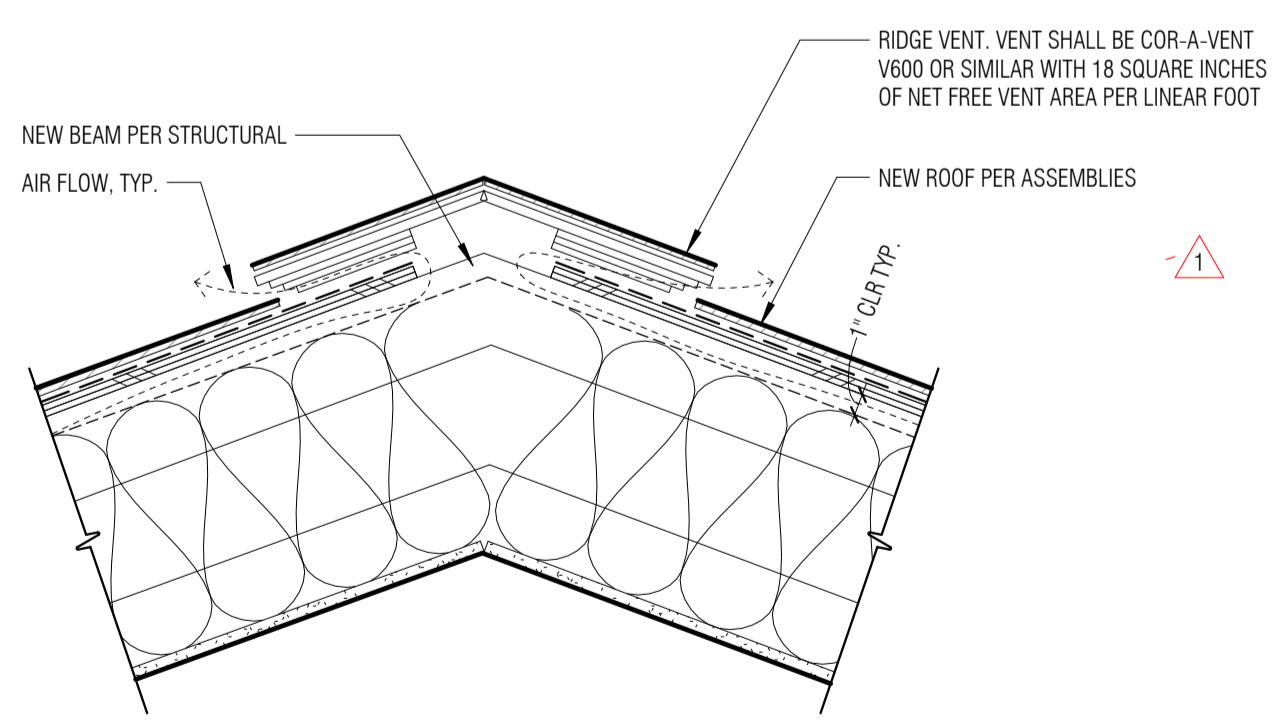 RIDGE VENT. VENT SHALL BE COR-A-VENT
V600 OR SIMILAR WITH 18 SQUARE INCHES
OF NET FREE VENT AREA PER LINEAR FOOT
NEW BEAM PER STRUCTURAL
AIR FLOW, TYP.
NEW ROOF PER ASSEMBLIES
1" CLR TYP.
1